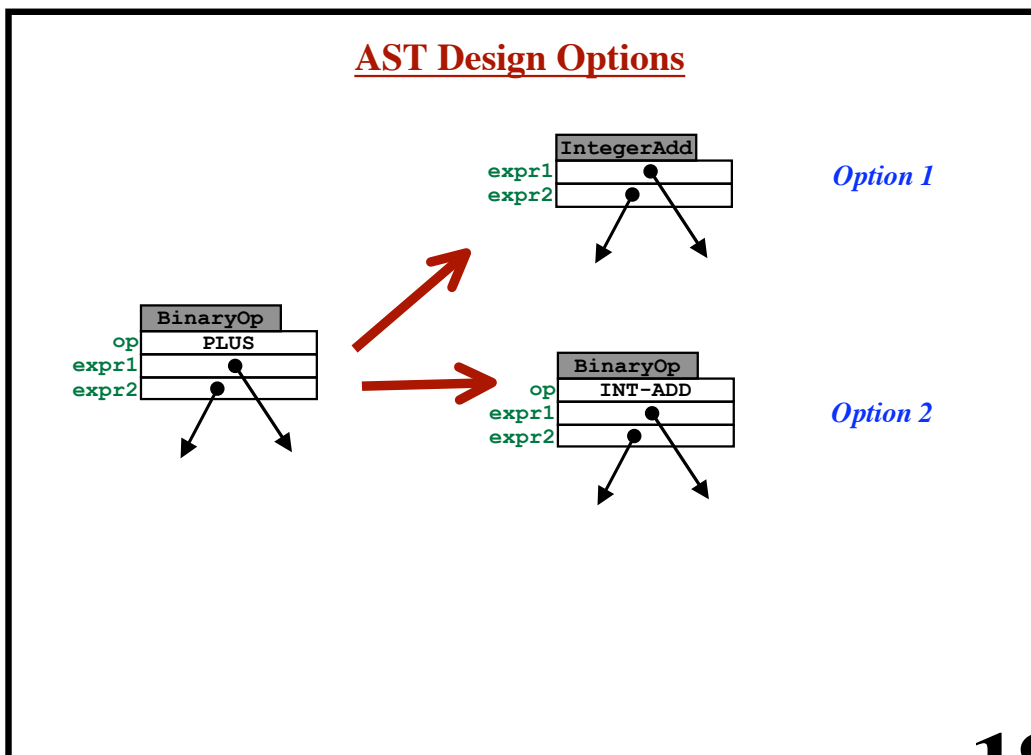 AST Design Options
IntegerAdd
expr1
expr2
Option 1
BinaryOp
op PLUS
expr1
expr2
BinaryOp
op INT-ADD
expr1
expr2
Option 2